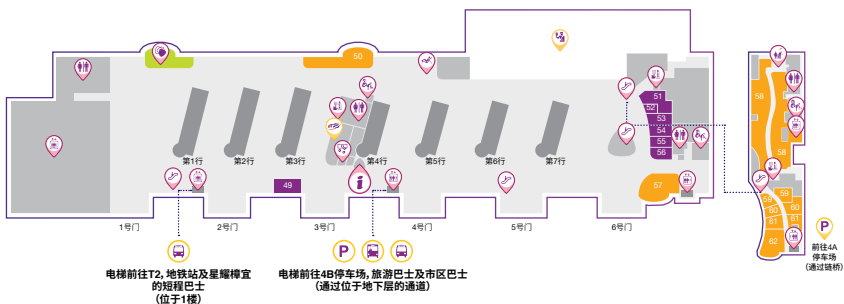 50
51
52
53
54
55
56
第1行
第2行
第3行
第4行
第5行
第6行
第7行
49
57
1号门
2号门
3号门
4号门
5号门
6号门
58
58
59
59
60
60
61
61
62
P
电梯前往T2，地铁站及星耀樟宜
的短程巴士
（位于1楼）
电梯前往4B停车场，旅游巴士及市区巴士
（通过位于地下层的通道）
P
前往4A
停车场
（通过链桥）